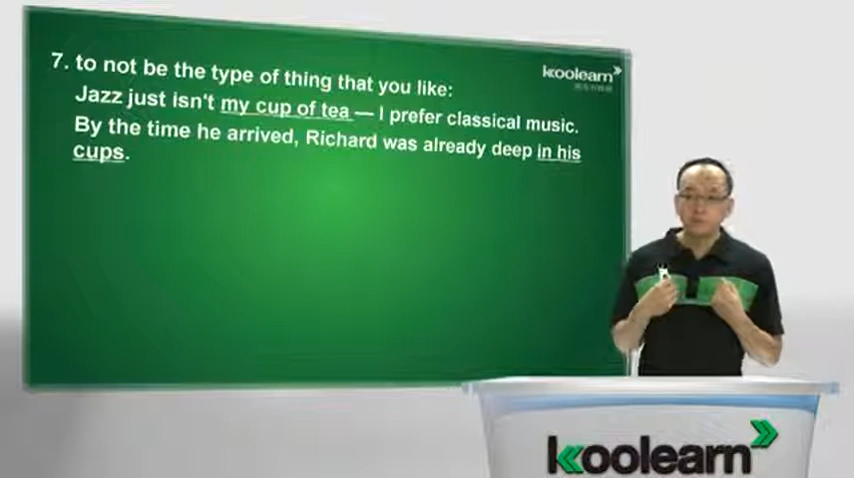 7. to not be the type of thing that you like:
Jazz just isn't my cup of tea — I prefer classical music.
By the time he arrived, Richard was already deep in his
cups.
koolearn
koolearn